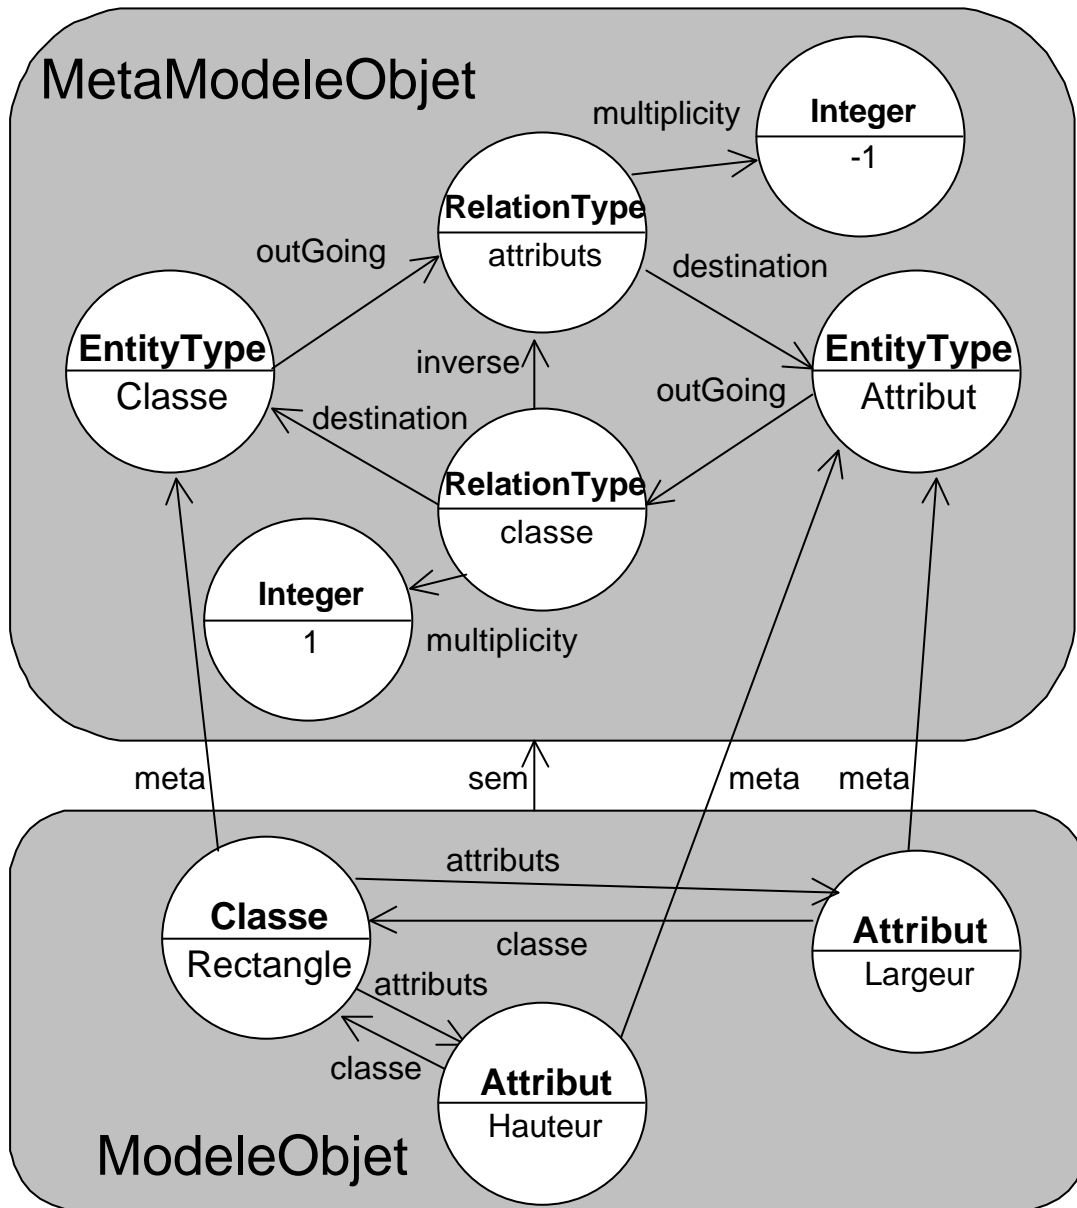 MetaModeleObjet
multiplicity
Integer
-1
RelationType
attributs
outGoing
destination
EntityType
Classe
inverse
EntityType
Attribut
outGoing
destination
RelationType
classe
Integer
1
multiplicity
meta
sem
meta
meta
attributs
Classe
Rectangle
classe
Attribut
Largeur
attributs
classe
Attribut
Hauteur
ModeleObjet